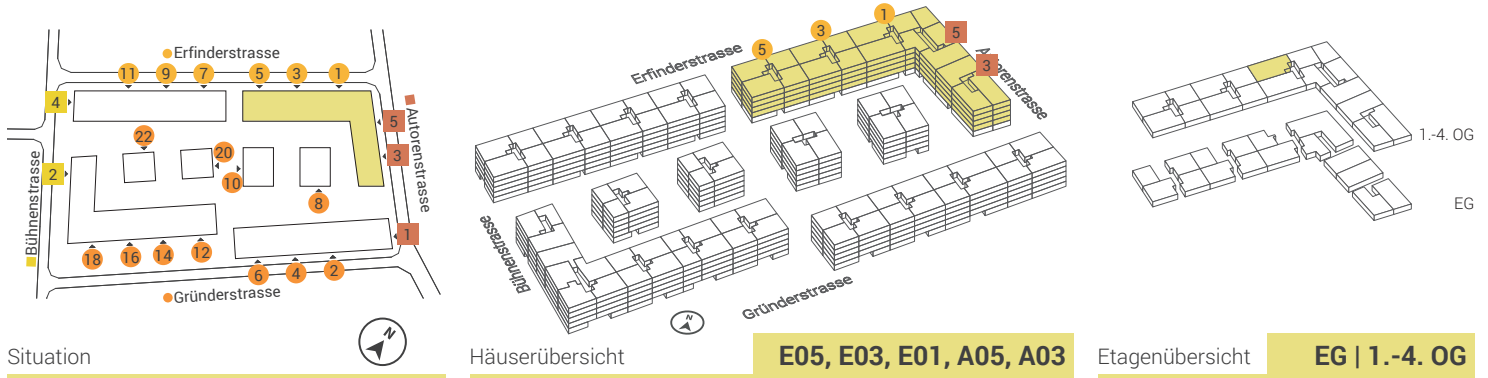 Erfinderstrasse
11 9 7 5 3 1
4
5
Autorenstrasse
22
20
3
2
10
8
Bühnenstrasse
1
18 16 14 12
6 4 2
Gründerstrasse
N
Situation
1
3
5
5
3
Erfinderstrasse
Autorenstrasse
Bühnenstrasse
Gründerstrasse
N
Häuserübersicht
E05, E03, E01, A05, A03
1.-4. OG
EG
Etagenübersicht
EG | 1.-4. OG